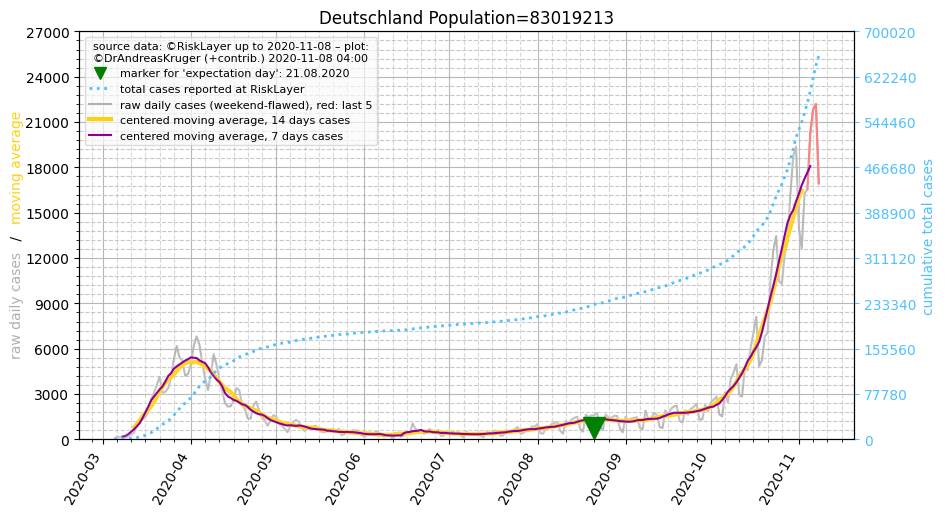 Deutschland Population=83019213
source data: ©RiskLayer up to 2020-11-08 – plot:
©DrAndreasKruger (+contrib.) 2020-11-08 04:00
marker for 'expectation day': 21.08.2020
total cases reported at RiskLayer
raw daily cases (weekend-flawed), red: last 5
centered moving average, 14 days cases
centered moving average, 7 days cases
raw daily cases / moving average
27000
24000
21000
18000
15000
12000
9000
6000
3000
0
700020
622240
544460
466680
388900
311120
233340
155560
77780
0
cumulative total cases
2020-03
2020-04
2020-05
2020-06
2020-07
2020-08
2020-09
2020-10
2020-11